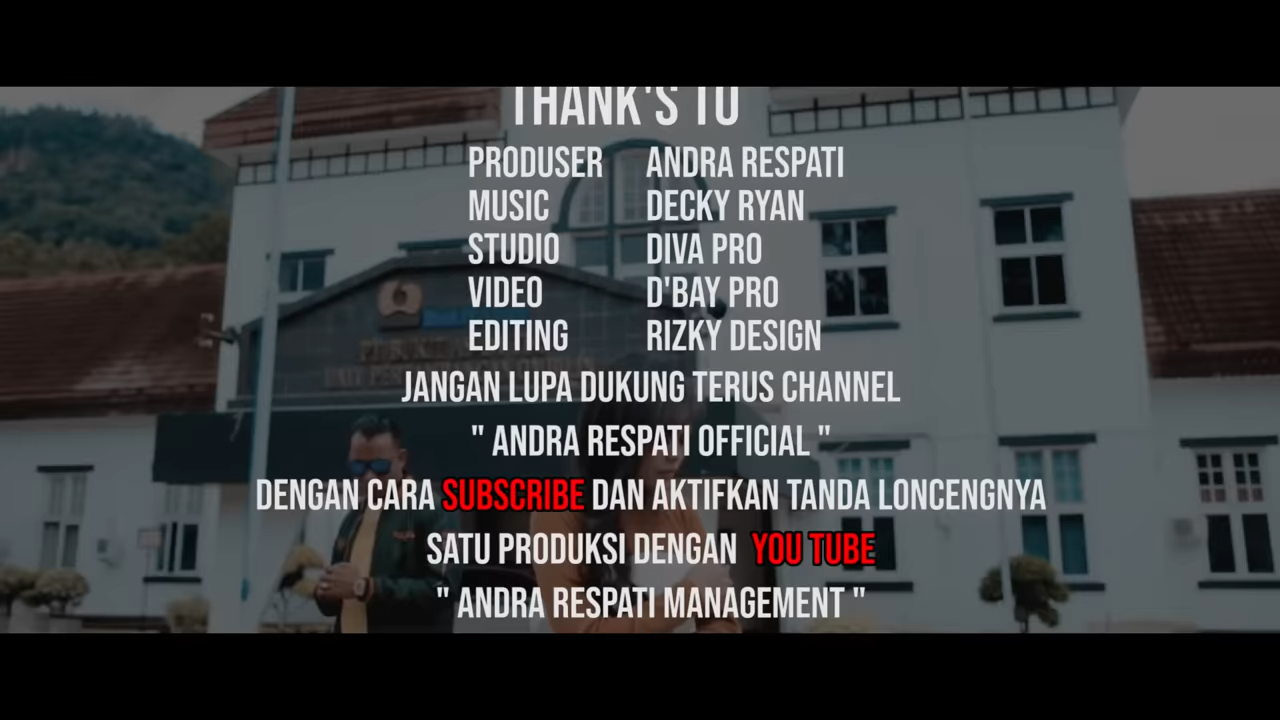 THANK'S TO
PRODUSER ANDRA RESPATI
MUSIC DECKY RYAN
STUDIO DIVA PRO
VIDEO D'BAY PRO
EDITING RIZKY DESIGN
JANGAN LUPA DUKUNG TERUS CHANNEL
" ANDRA RESPATI OFFICIAL "
DENGAN CARA SUBSCRIBE DAN AKTIFKAN TANDA LONCENGNYA
SATU PRODUKSI DENGAN YOU TUBE
" ANDRA RESPATI MANAGEMENT "